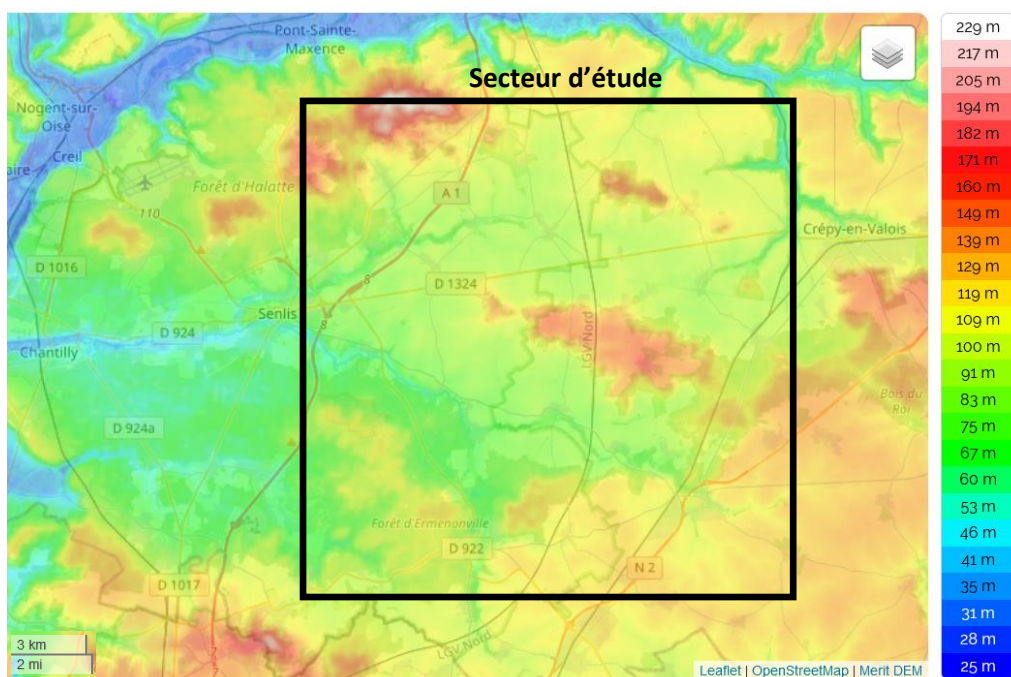 Pont-Sainte-
Maxence
Secteur d'étude
Nogent-sur-
Oise
Creil
aire
Forêt d'Halatte
110
A 1
Crépy-en-Valois
D 1016
8
D 1324
Senlis
8
D 924
Chantilly
LGV Nord
Bois du
Roi
D 924a
Forêt d'Ermenonville
D 922
N 2
D 1017
LGV Nord
3 km
2 mi
Leaflet | OpenStreetMap | Merit DEM
229 m
217 m
205 m
194 m
182 m
171 m
160 m
149 m
139 m
129 m
119 m
109 m
100 m
91 m
83 m
75 m
67 m
60 m
53 m
46 m
41 m
35 m
31 m
28 m
25 m